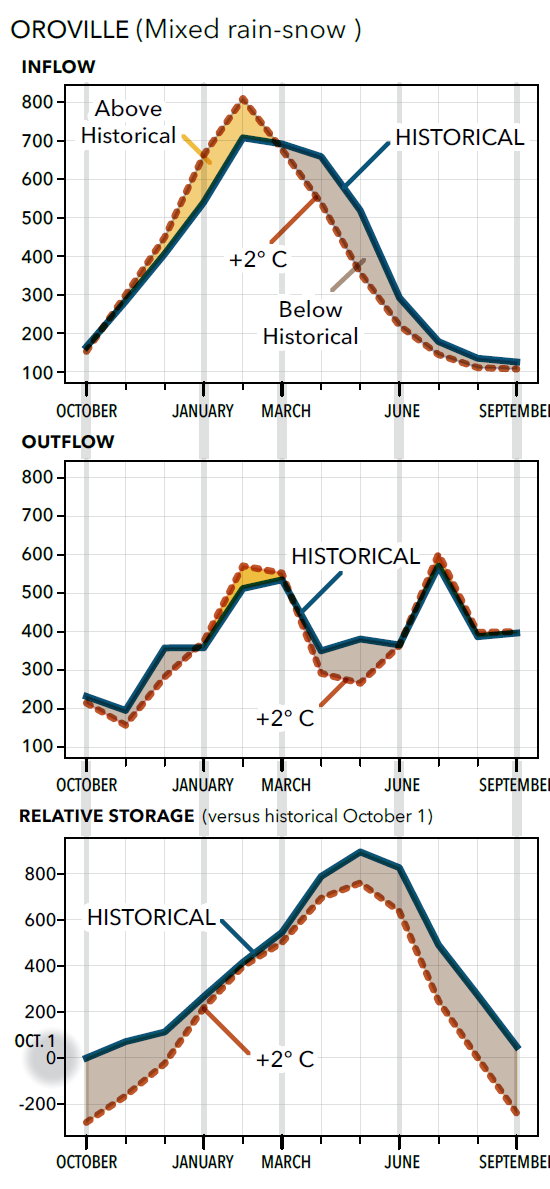 OROVILLE (Mixed rain-snow )
INFLOW
800
700
600
500
400
300
200
100
Above
Historical
HISTORICAL
+2° C
Below
Historical
OCTOBER JANUARY MARCH JUNE SEPTEMBE
OUTFLOW
800
700
600
500
400
300
200
100
HISTORICAL
+2° C
OCTOBER JANUARY MARCH JUNE SEPTEMBE
RELATIVE STORAGE (versus historical October 1)
800
600
400
200
OCT. 1
0
-200
HISTORICAL
+2° C
OCTOBER JANUARY MARCH JUNE SEPTEMBE